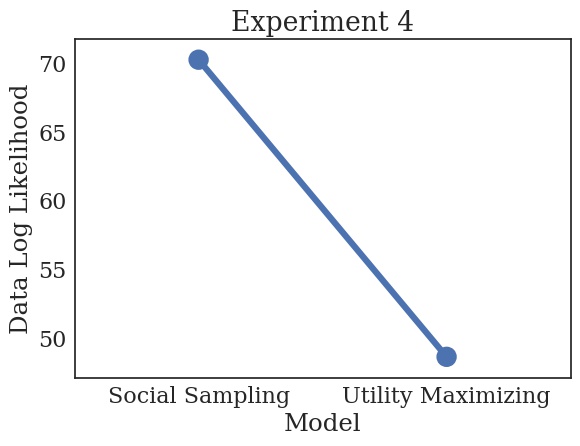 Experiment 4
Data Log Likelihood
70
65
60
55
50
Social Sampling
Utility Maximizing
Model